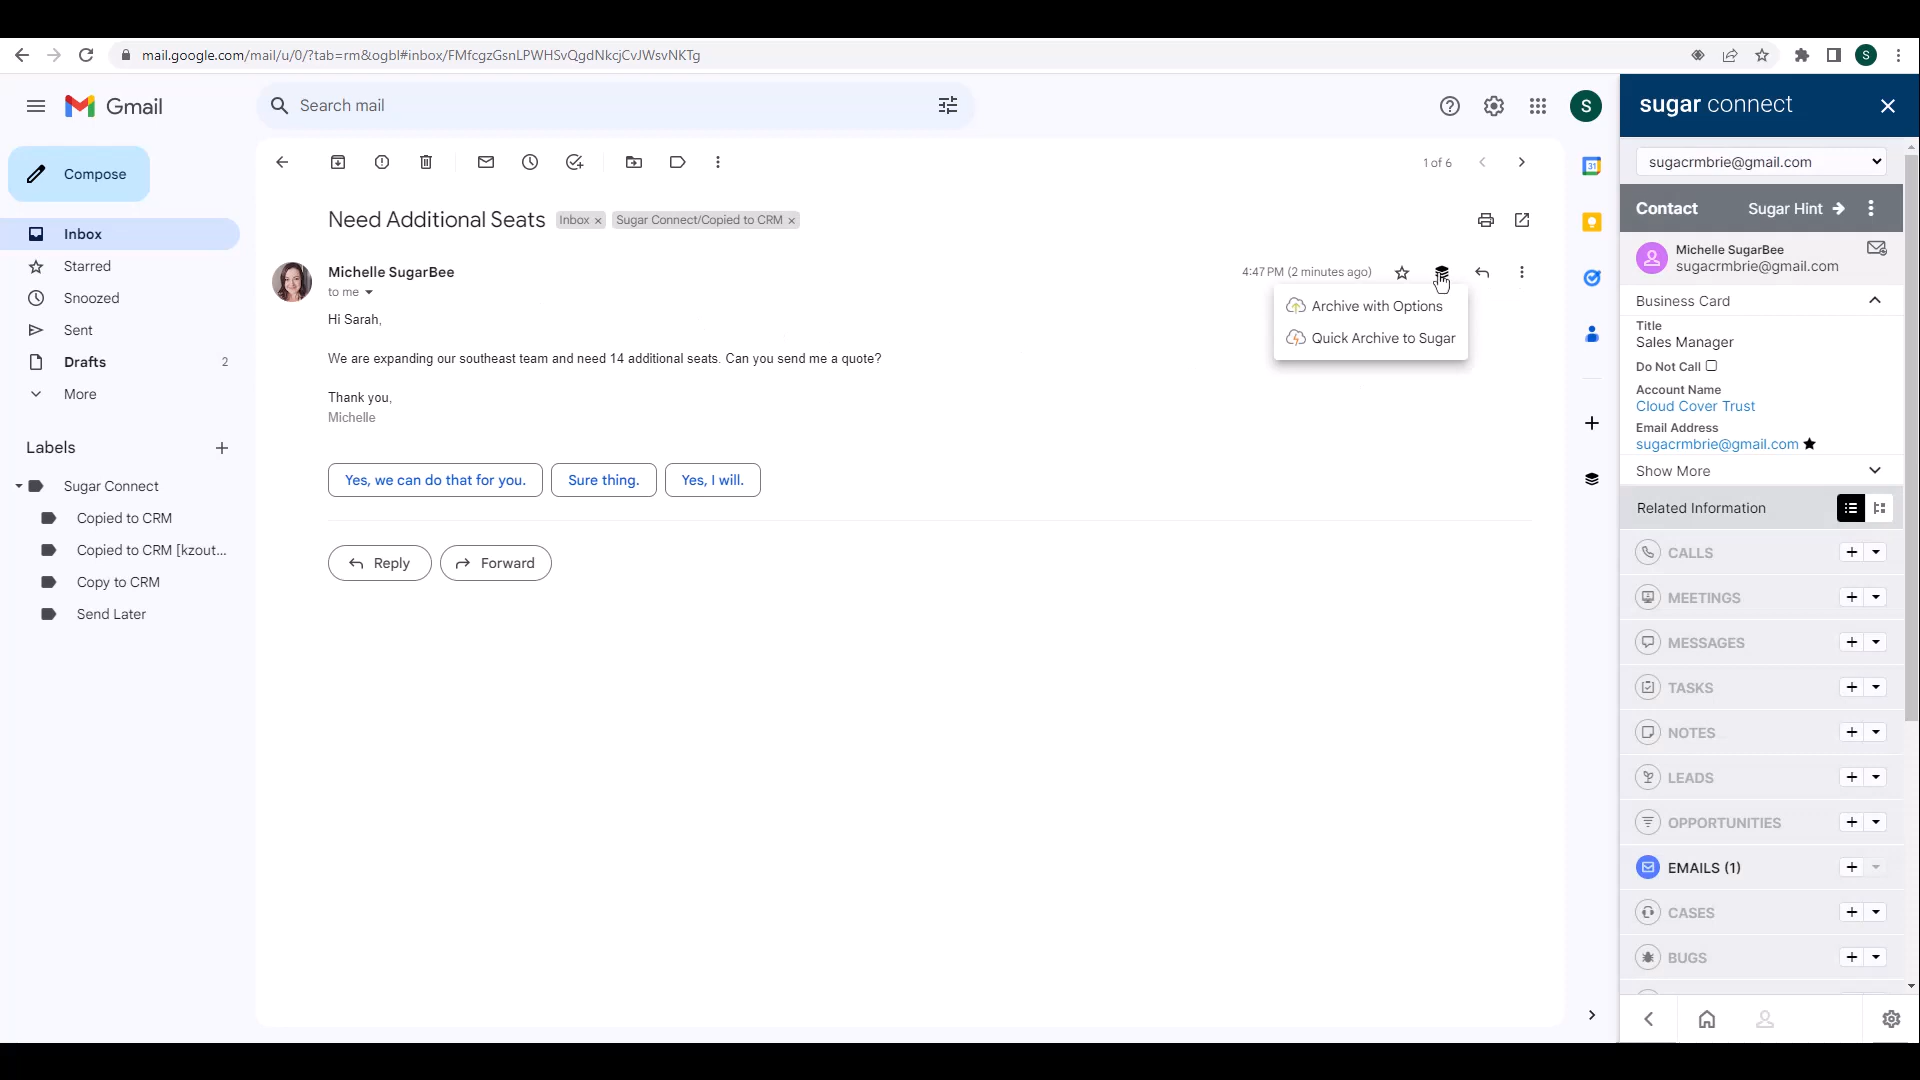 mail.google.com/mail/u/0/?tab=rm&ogbl#inbox/FMfcgzGsnLPWHSvQgdNkcjCvJWsvNKTg
S
Gmail
Search mail
S
sugar connect
Compose
1 of 6
31
sugacrmbrie@gmail.com
Inbox
Starred
Snoozed
Sent
Drafts 2
More
Labels
Sugar Connect
Copied to CRM
Copied to CRM [kzout...
Copy to CRM
Send Later
Need Additional Seats Inbox × Sugar Connect/Copied to CRM ×
Michelle SugarBee 4:47 PM (2 minutes ago)
to me
Archive with Options
Quick Archive to Sugar
Hi Sarah,
We are expanding our southeast team and need 14 additional seats. Can you send me a quote?
Thank you,
Michelle
Yes, we can do that for you. Sure thing. Yes, I will.
Reply Forward
Contact Sugar Hint
Michelle SugarBee
sugacrmbrie@gmail.com
Business Card
Title
Sales Manager
Do Not Call
Account Name
Cloud Cover Trust
Email Address
sugacrmbrie@gmail.com
Show More
Related Information
CALLS
MEETINGS
MESSAGES
TASKS
NOTES
LEADS
OPPORTUNITIES
EMAILS (1)
CASES
BUGS